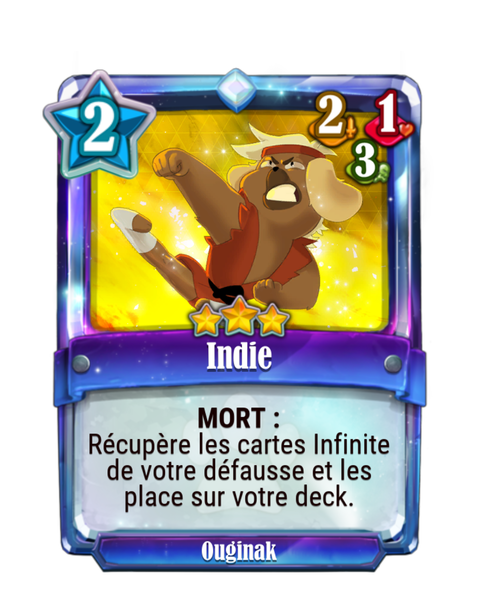 2
2
1
3
Indie
MORT :
Récupère les cartes Infinite
de votre défausse et les
place sur votre deck.
Ouginak